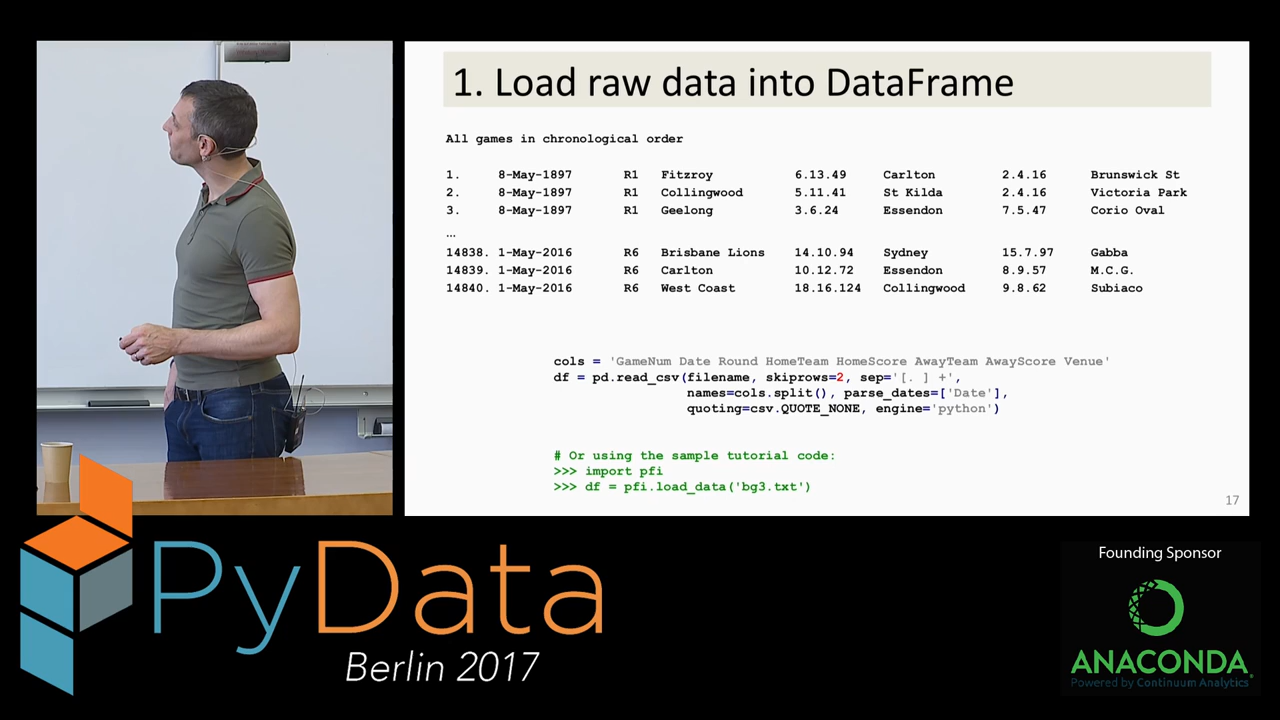 1. Load raw data into DataFrame
All games in chronological order
1. 8-May-1897 R1 Fitzroy 6.13.49 Carlton 2.4.16 Brunswick St
2. 8-May-1897 R1 Collingwood 5.11.41 St Kilda 2.4.16 Victoria Park
3. 8-May-1897 R1 Geelong 3.6.24 Essendon 7.5.47 Corio Oval
…
14838. 1-May-2016 R6 Brisbane Lions 14.10.94 Sydney 15.7.97 Gabba
14839. 1-May-2016 R6 Carlton 10.12.72 Essendon 8.9.57 M.C.G.
14840. 1-May-2016 R6 West Coast 18.16.124 Collingwood 9.8.62 Subiaco
cols = 'GameNum Date Round HomeTeam HomeScore AwayTeam AwayScore Venue'
df = pd.read_csv(filename, skiprows=2, sep='[. ] +',
names=cols.split(), parse_dates=['Date'],
quoting=csv.QUOTE_NONE, engine='python')
# Or using the sample tutorial code:
>>> import pfi
>>> df = pfi.load_data('bg3.txt')
17
PyData
Berlin 2017
Founding Sponsor
ANACONDA
Powered by Continuum Analytics